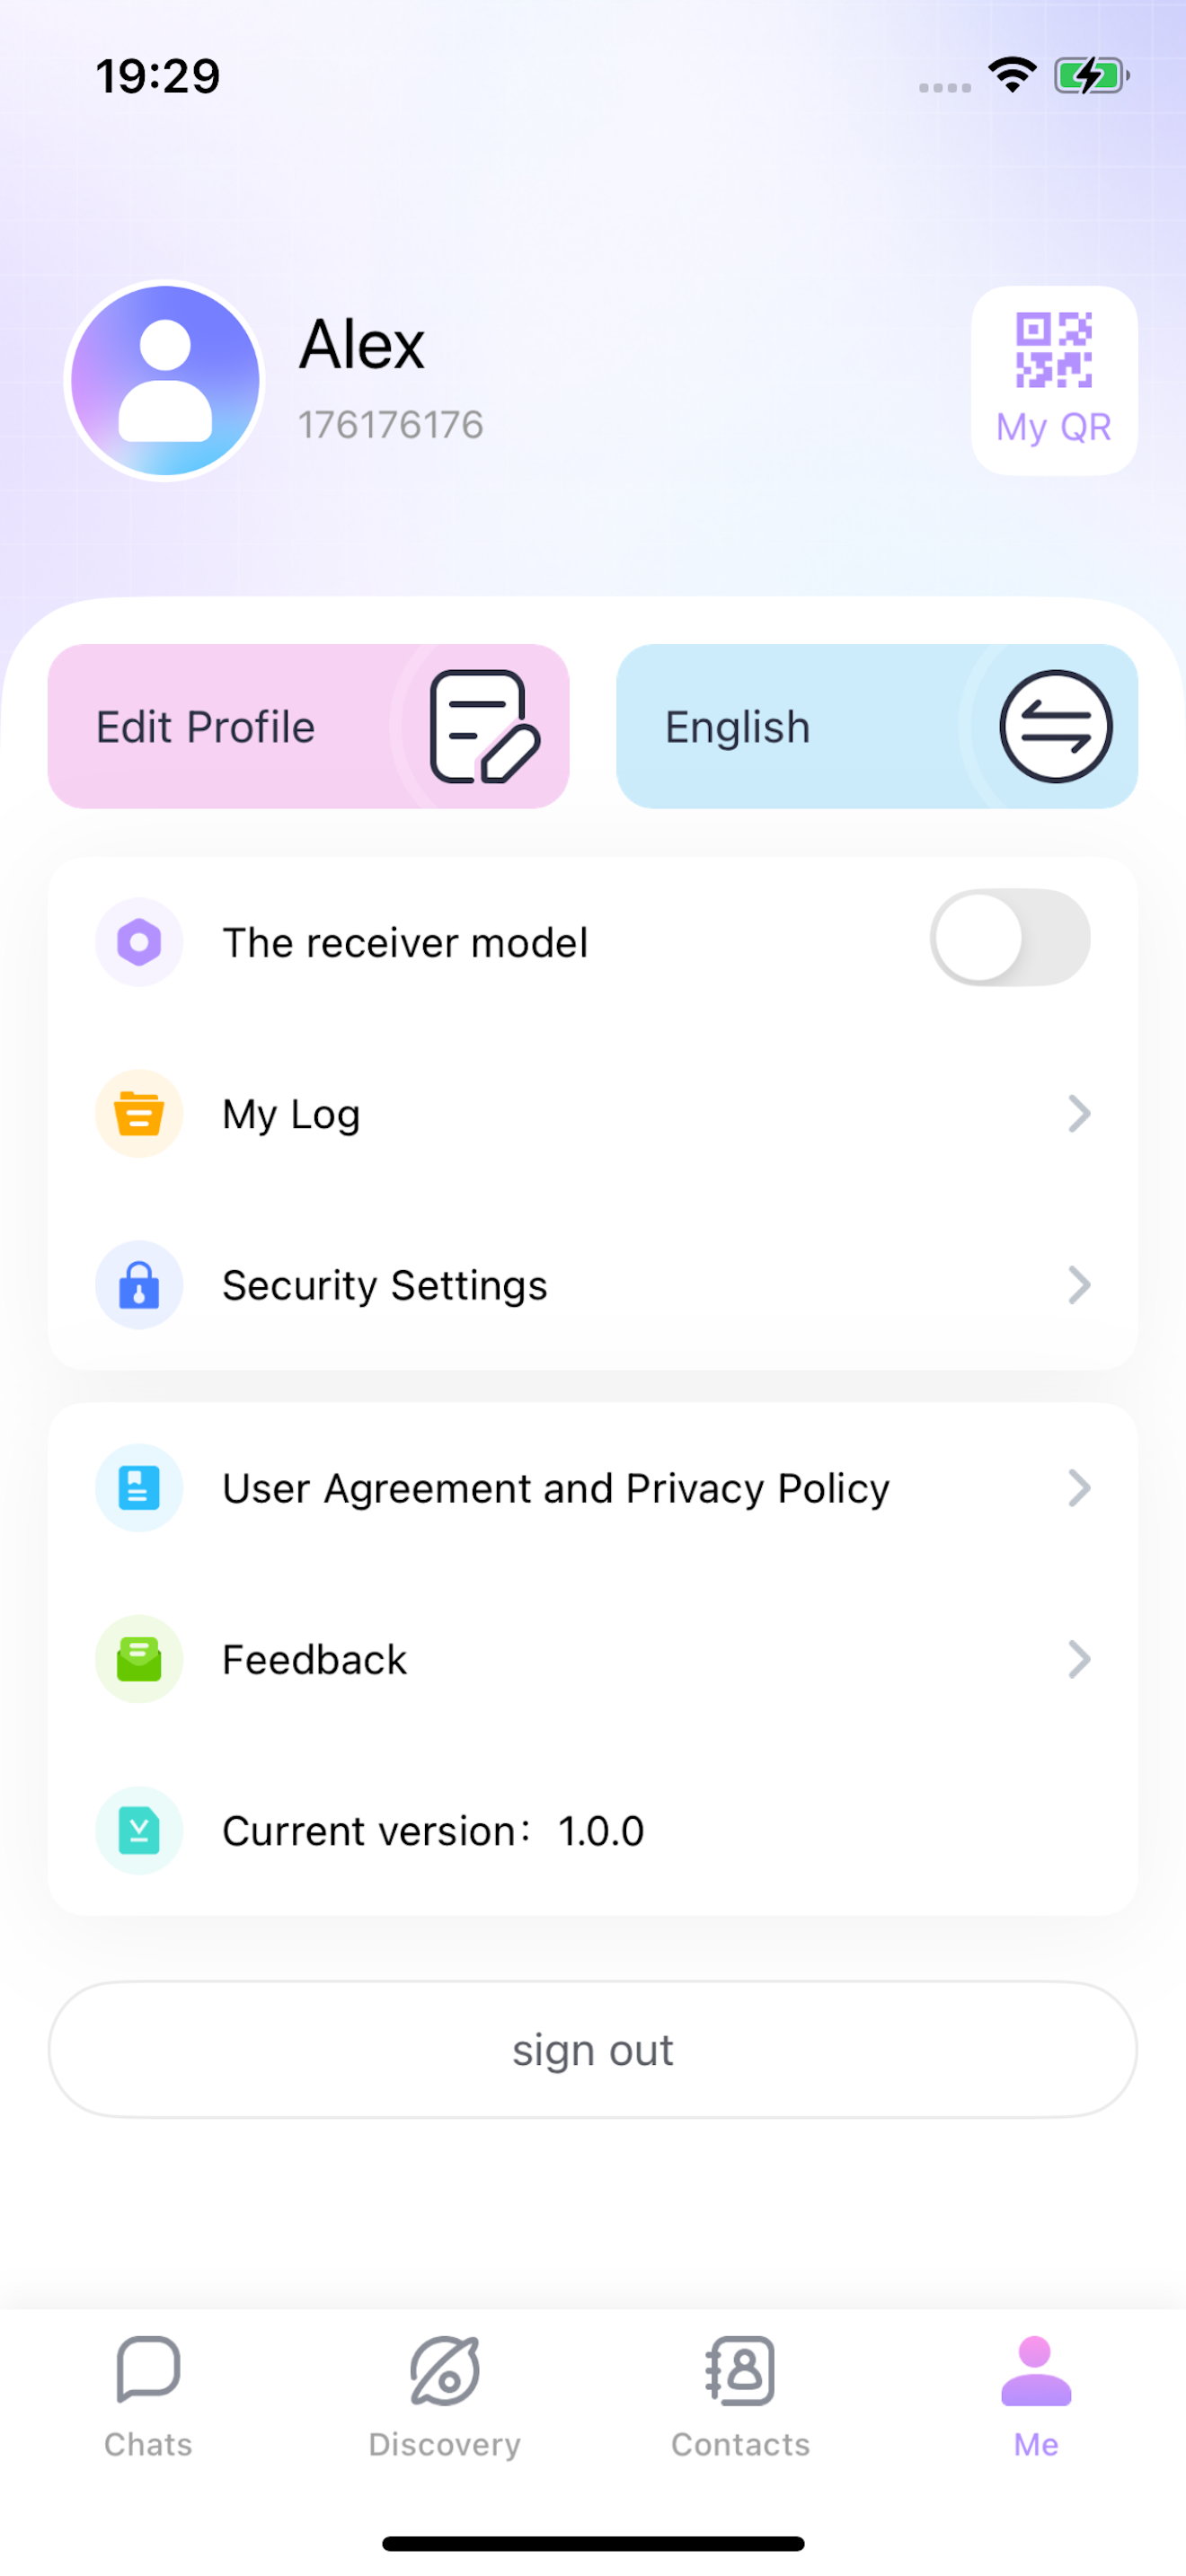 19:29
Alex
176176176
My QR
Edit Profile
English
The receiver model
My Log
Security Settings
User Agreement and Privacy Policy
Feedback
Current version： 1.0.0
sign out
Chats
Discovery
Contacts
Me